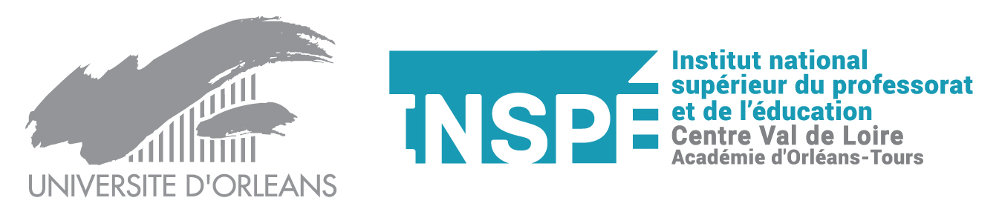 UNIVERSITE D'ORLEANS
INSPÉ
Institut national
supérieur du professorat
et de l'éducation
Centre Val de Loire
Académie d'Orléans-Tours